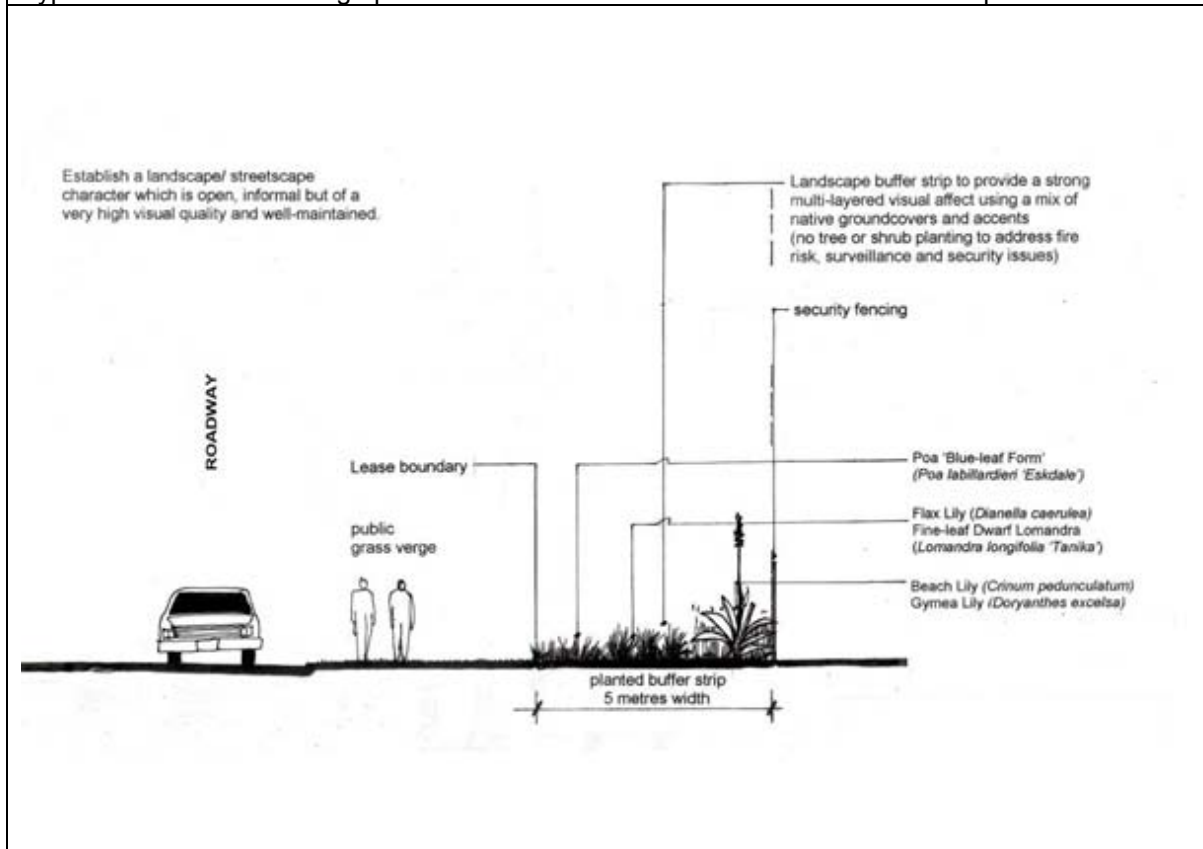 Establish a landscape/ streetscape
character which is open, informal but of a
very high visual quality and well-maintained.
Landscape buffer strip to provide a strong
multi-layered visual affect using a mix of
native groundcovers and accents
(no tree or shrub planting to address fire
risk, surveillance and security issues)
security fencing
ROADWAY
Lease boundary
public
grass verge
Poa 'Blue-leaf Form'
(Poa labillardieri 'Eskdale')
Flax Lily (Dianella caerulea)
Fine-leaf Dwarf Lomandra
(Lomandra longifolia 'Tanika')
Beach Lily (Crinum pedunculatum)
Gymea Lily (Doryanthes excelsa)
planted buffer strip
5 metres width